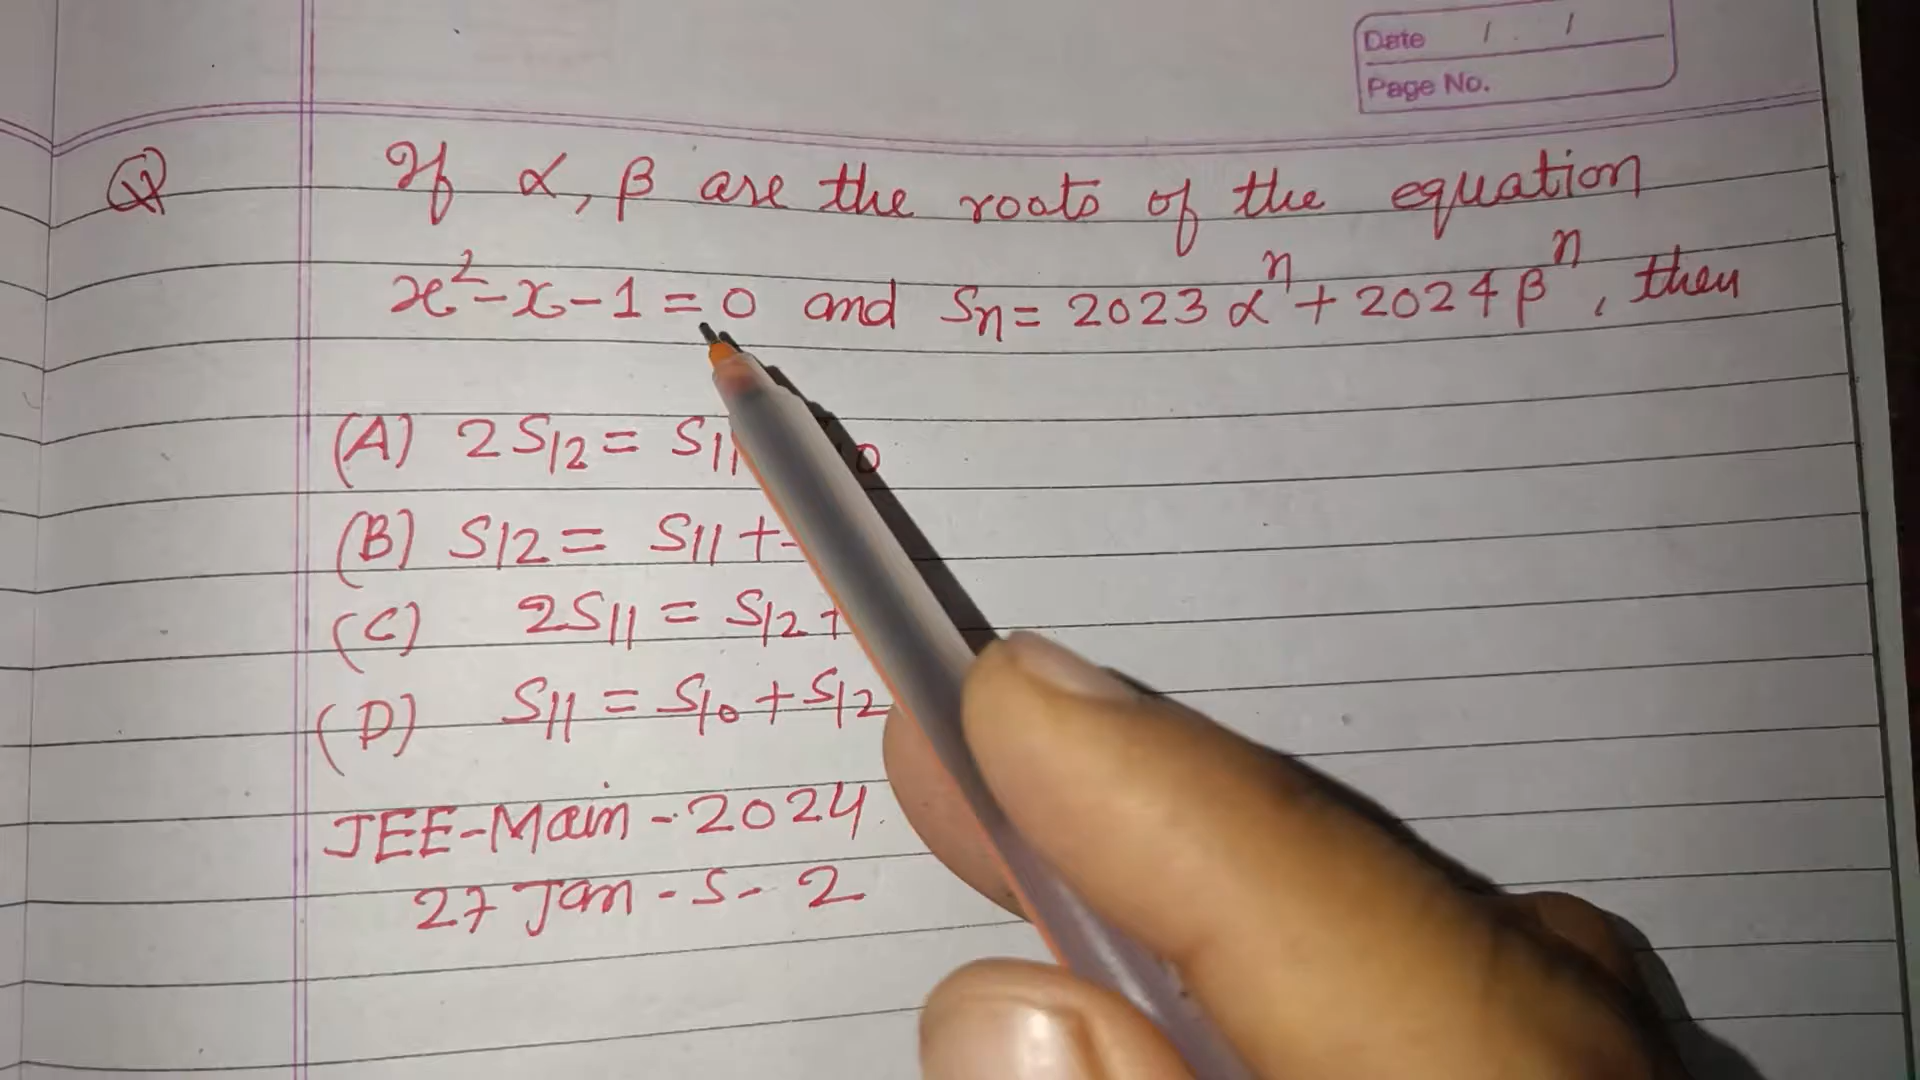 Date / . /
Page No.
Q If α, β are the roots of the equation
x²-x-1=0 and Sn = 2023 αⁿ + 2024 βⁿ, then
(A) 2S12 = S11
(B) S12 = S11 +
(C) 2S11 = S12 +
(D) S11 = S10 + S12
JEE-Main - 2024
27 Jan - S - 2